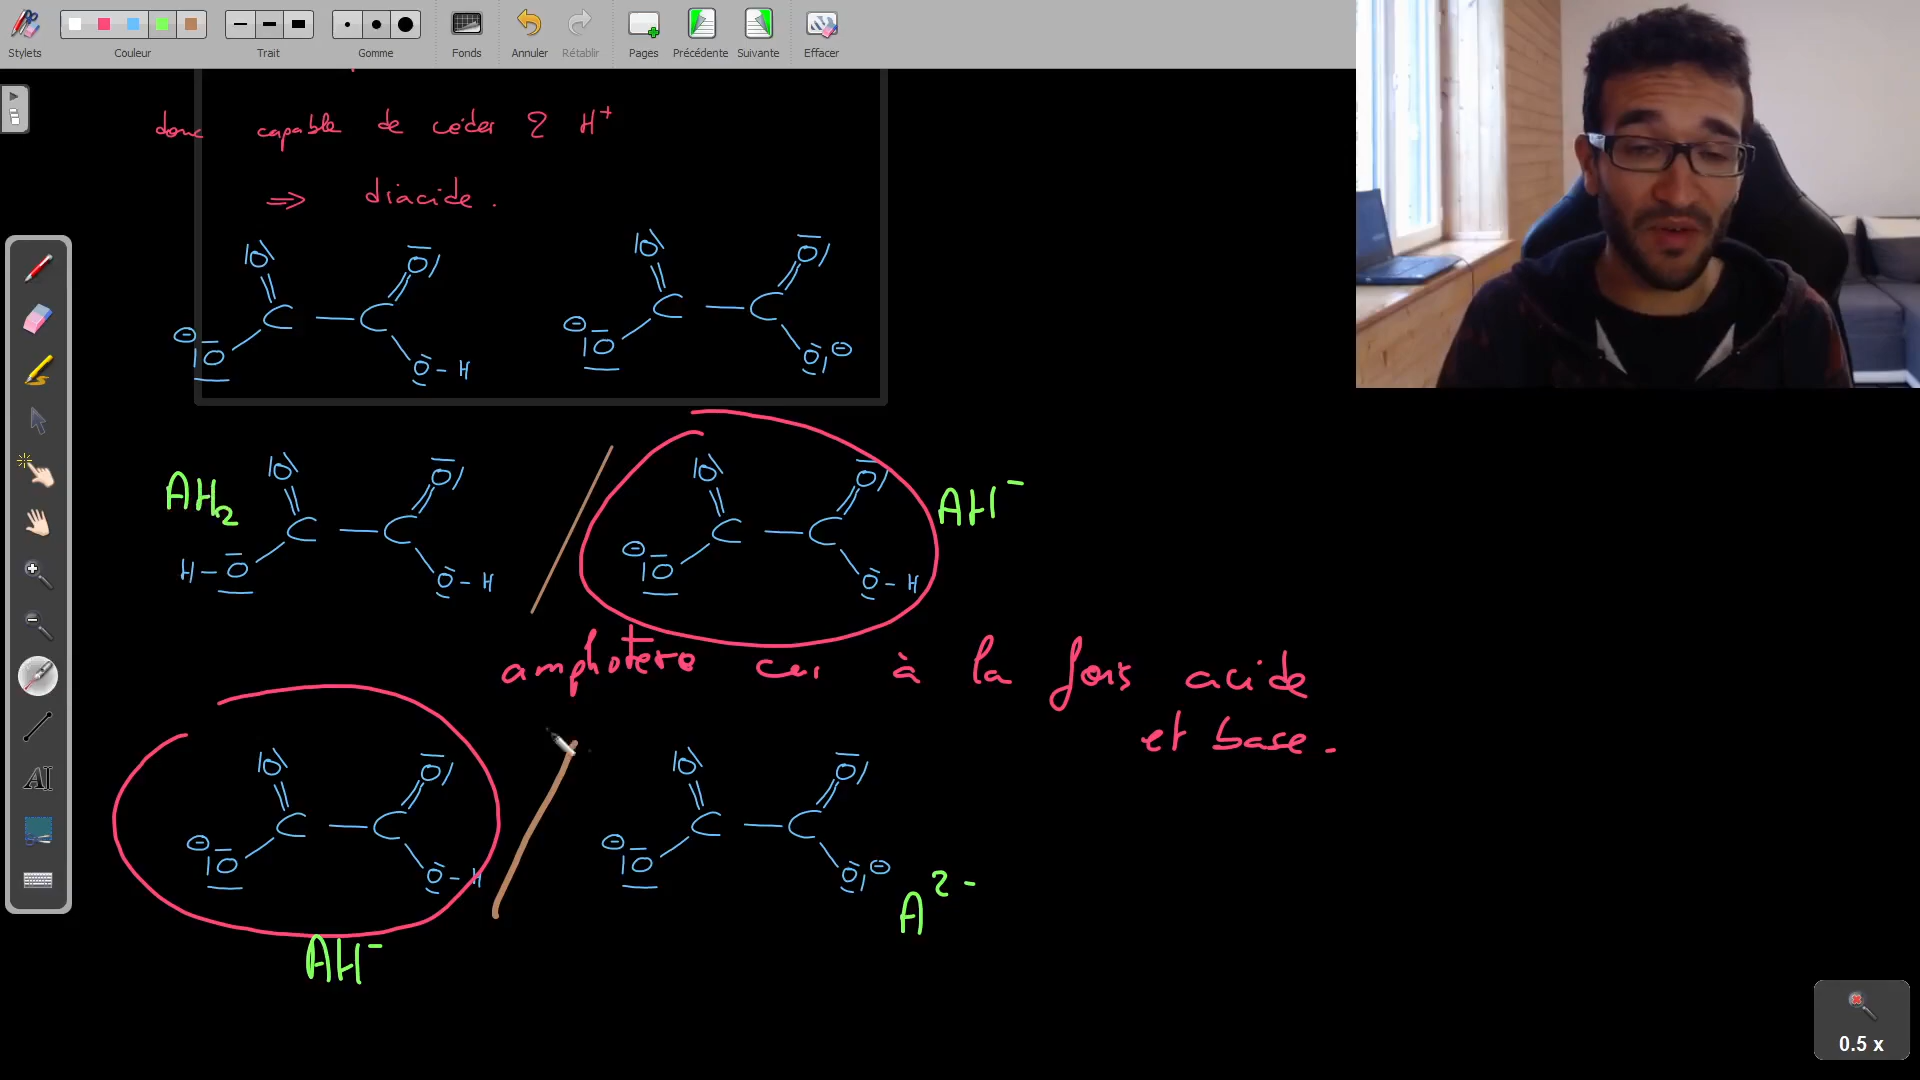 Stylets
Couleur
Trait
Gomme
Fonds
Annuler
Rétablir
Pages
Précédente
Suivante
Effacer
donc capable de céder 2 H+
=> diacide.
|O\ O|
C — C
⊖ |O O - H
|O\ O|
C — C
⊖ |O O| ⊖
AH2
|O\ O|
C — C
H - O O - H
|O\ O|
C — C
⊖ |O O - H
AH-
amphotère car à la fois acide
et base.
|O\ O|
C — C
⊖ |O O - H
AH-
|O\ O|
C — C
⊖ |O O| ⊖
A2-
AI
0.5 x